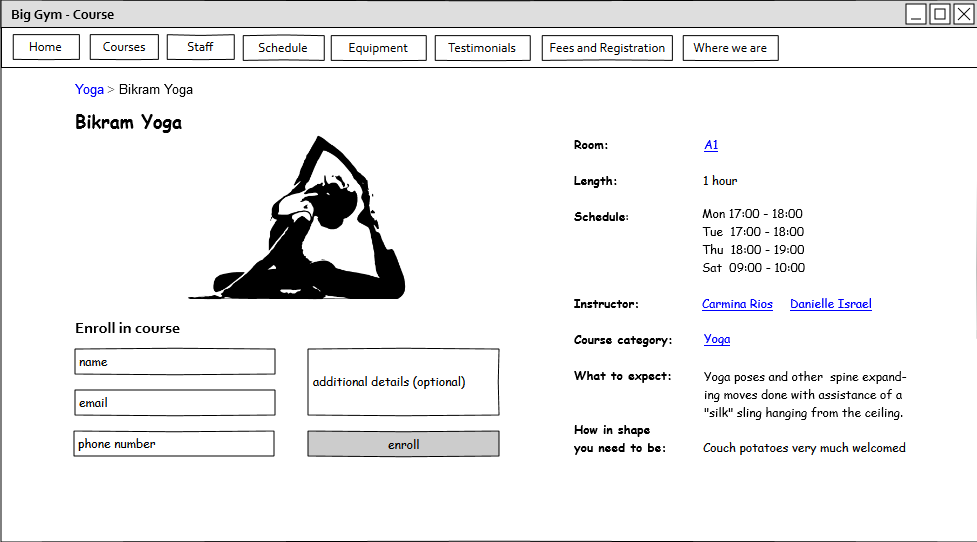 Big Gym - Course
Home Courses Staff Schedule Equipment Testimonials Fees and Registration Where we are
Yoga > Bikram Yoga
Bikram Yoga
Enroll in course
name
email
phone number
additional details (optional)
enroll
Room: A1
Length: 1 hour
Schedule: Mon 17:00 - 18:00
Tue 17:00 - 18:00
Thu 18:00 - 19:00
Sat 09:00 - 10:00
Instructor: Carmina Rios Danielle Israel
Course category: Yoga
What to expect: Yoga poses and other spine expand-
ing moves done with assistance of a
"silk" sling hanging from the ceiling.
How in shape
you need to be: Couch potatoes very much welcomed